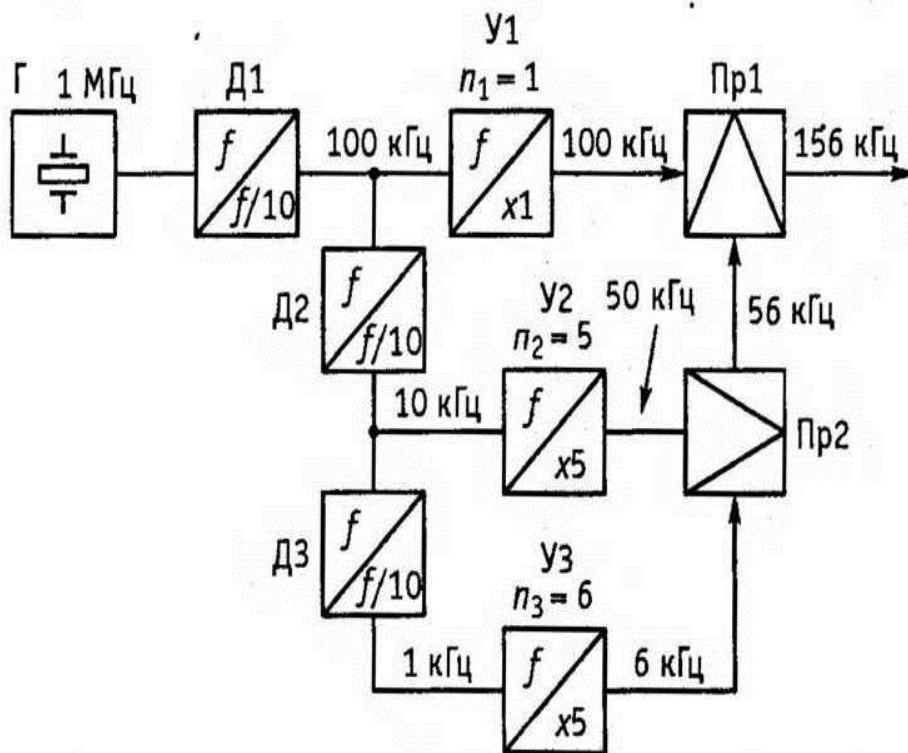 У1
Г 1 МГц Д1 n₁ = 1 Пр1
f
f/10
100 кГц
f
x1
100 кГц
156 кГц
Д2
f
f/10
У2
n₂ = 5
50 кГц
56 кГц
10 кГц
f
x5
Пр2
Д3
f
f/10
У3
n₃ = 6
1 кГц
f
x5
6 кГц